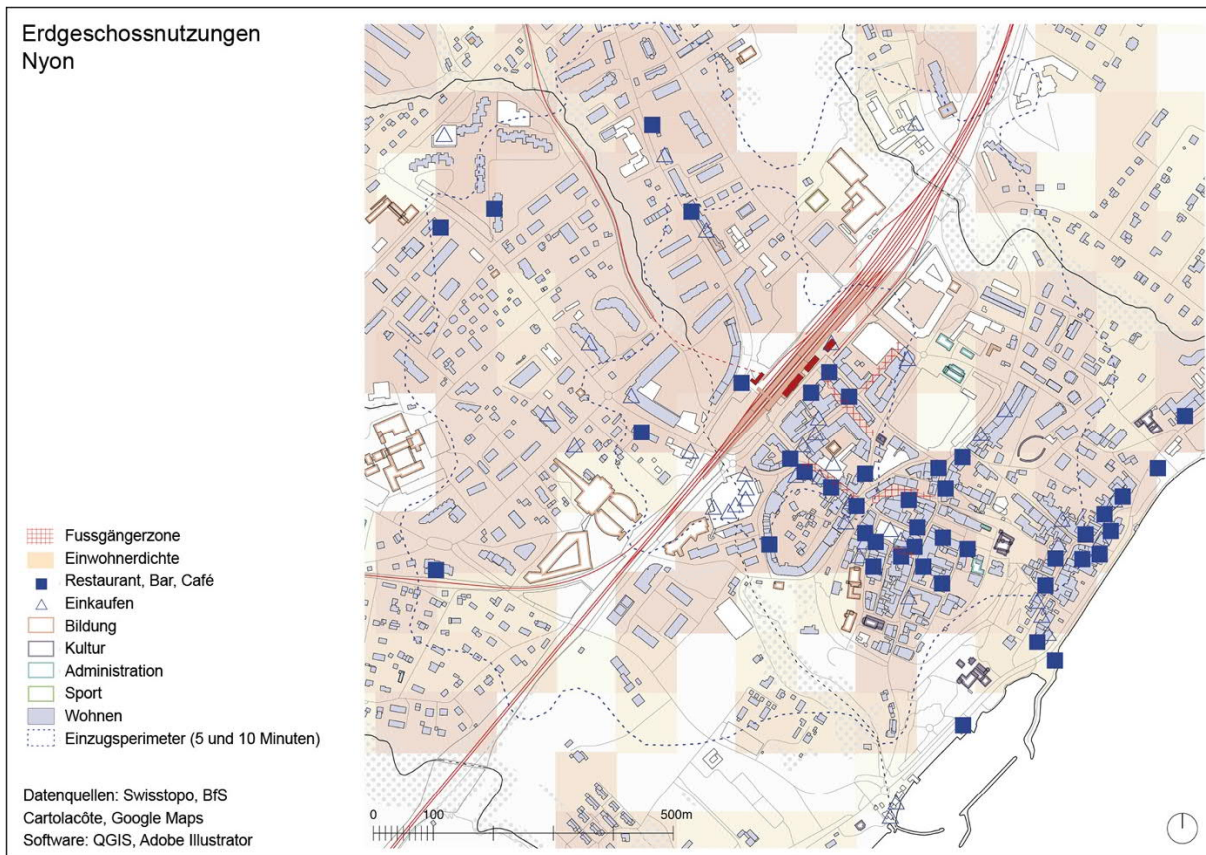 Erdgeschossnutzungen
Nyon
Fussgängerzone
Einwohnerdichte
Restaurant, Bar, Café
Einkaufen
Bildung
Kultur
Administration
Sport
Wohnen
Einzugsperimeter (5 und 10 Minuten)
Datenquellen: Swisstopo, BfS
Cartolacôte, Google Maps
Software: QGIS, Adobe Illustrator
0 100 500m